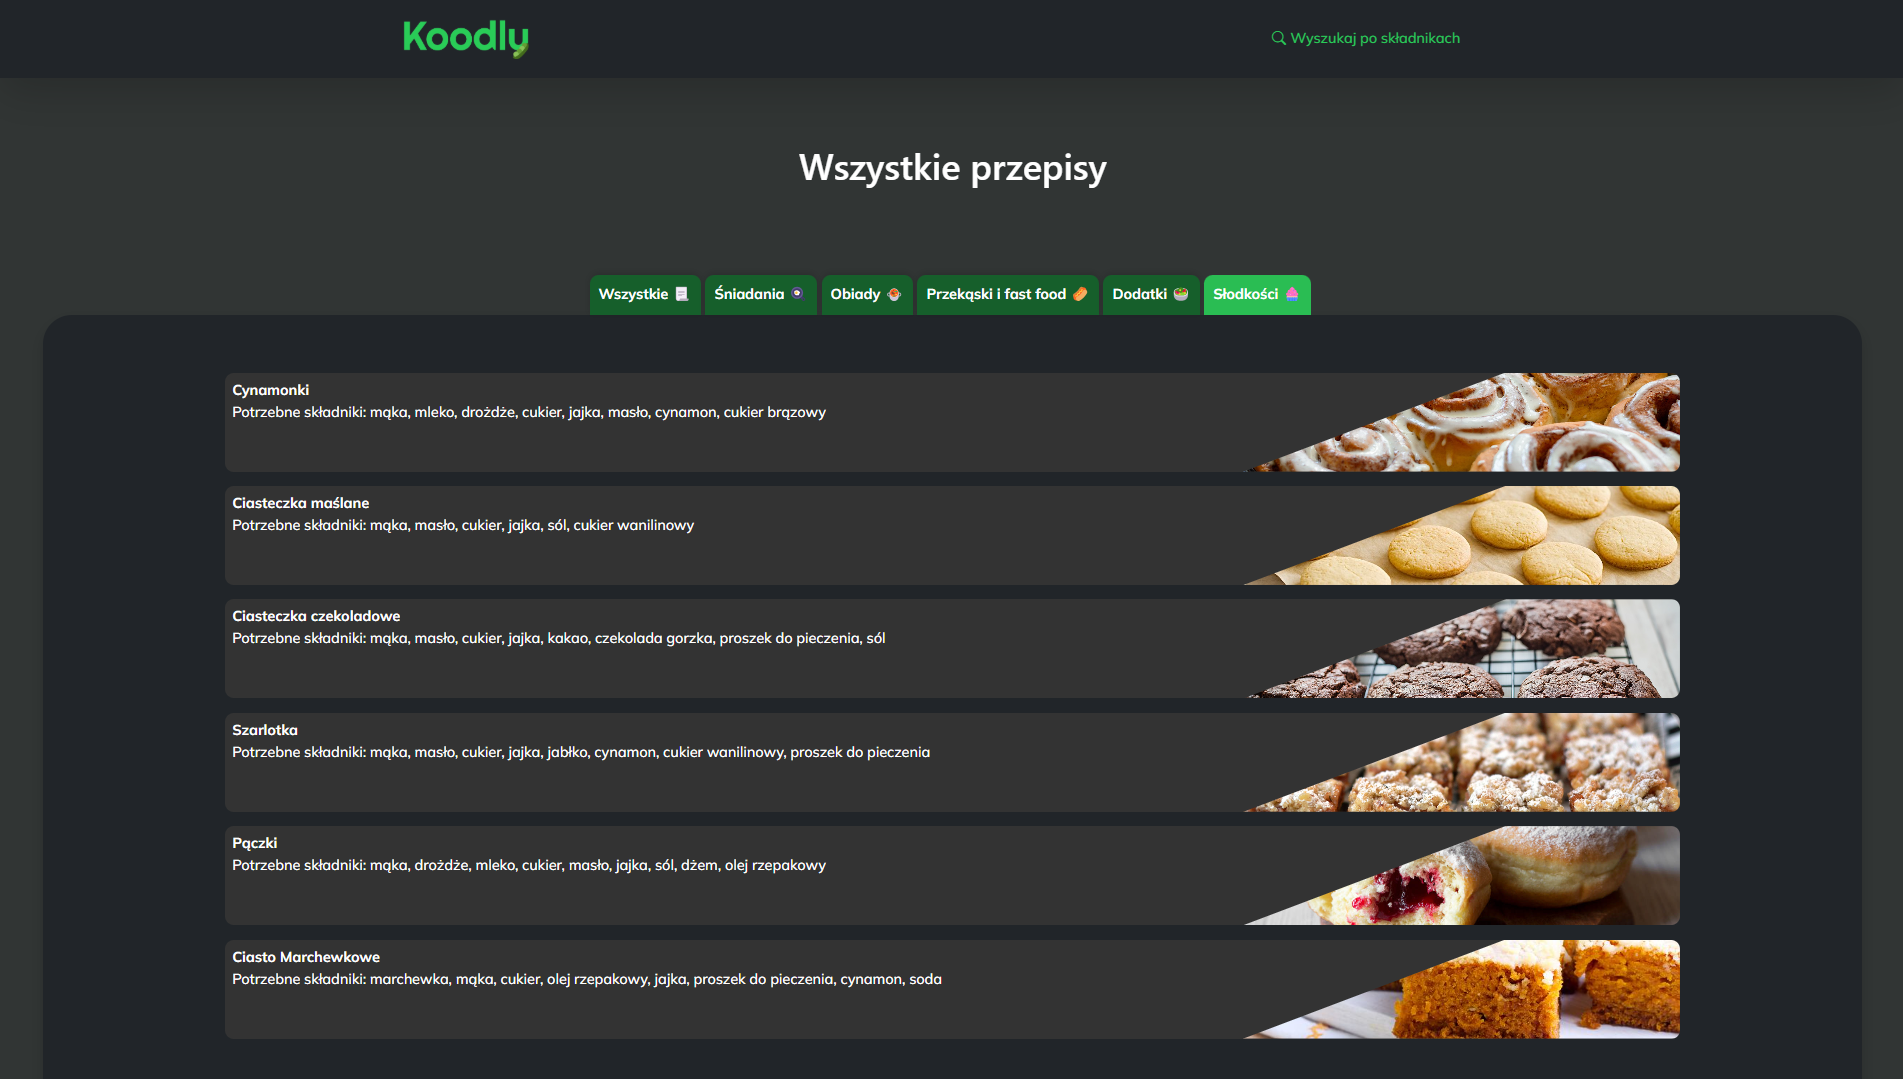 Koodly
Wyszukaj po składnikach
Wszystkie przepisy
Wszystkie 📃 Śniadania 🍳 Obiady 🍲 Przekąski i fast food 🌭 Dodatki 🥗 Słodkości 🧁
Cynamonki
Potrzebne składniki: mąka, mleko, drożdże, cukier, jajka, masło, cynamon, cukier brązowy
Ciasteczka maślane
Potrzebne składniki: mąka, masło, cukier, jajka, sól, cukier wanilinowy
Ciasteczka czekoladowe
Potrzebne składniki: mąka, masło, cukier, jajka, kakao, czekolada gorzka, proszek do pieczenia, sól
Szarlotka
Potrzebne składniki: mąka, masło, cukier, jajka, jabłko, cynamon, cukier wanilinowy, proszek do pieczenia
Pączki
Potrzebne składniki: mąka, drożdże, mleko, cukier, masło, jajka, sól, dżem, olej rzepakowy
Ciasto Marchewkowe
Potrzebne składniki: marchewka, mąka, cukier, olej rzepakowy, jajka, proszek do pieczenia, cynamon, soda